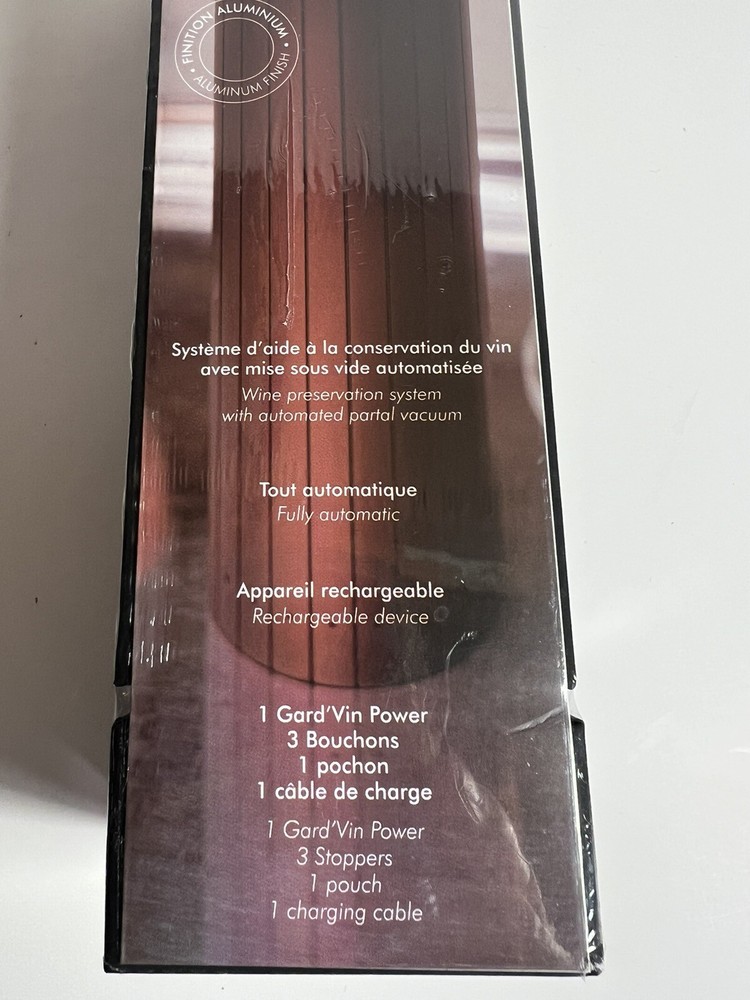 • FINITION ALUMINIUM •
ALUMINUM FINISH
Système d'aide à la conservation du vin
avec mise sous vide automatisée
Wine preservation system
with automated partal vacuum
Tout automatique
Fully automatic
Appareil rechargeable
Rechargeable device
1 Gard'Vin Power
3 Bouchons
1 pochon
1 câble de charge
1 Gard'Vin Power
3 Stoppers
1 pouch
1 charging cable